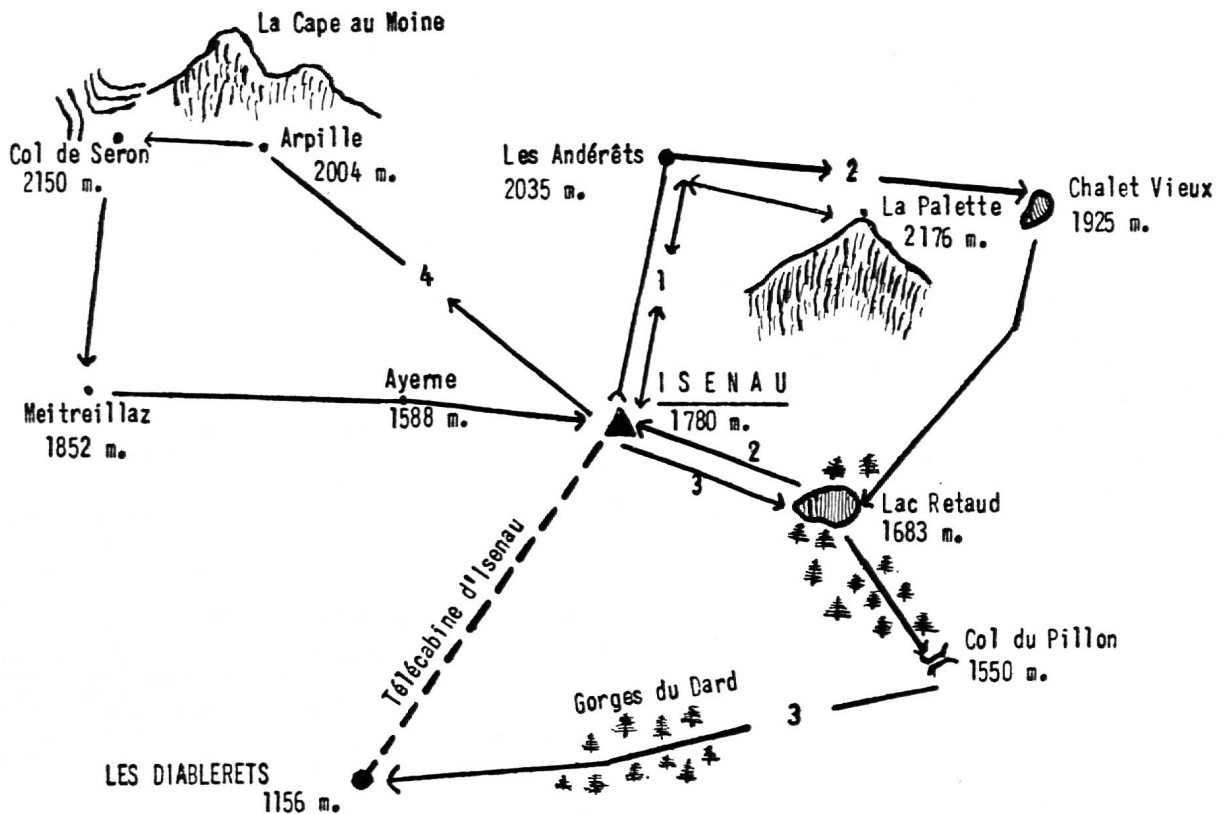 La Cape au Moine
Col de Seron
2150 m.
Arpille
2004 m.
Les Andérêts
2035 m.
2
La Palette
2176 m.
Chalet Vieux
1925 m.
1
4
Meitreillaz
1852 m.
Ayerne
1588 m.
ISENAU
1780 m.
2
3
Lac Retaud
1683 m.
Télécabine d'Isenau
Col du Pillon
1550 m.
Gorges du Dard
3
LES DIABLERETS
1156 m.